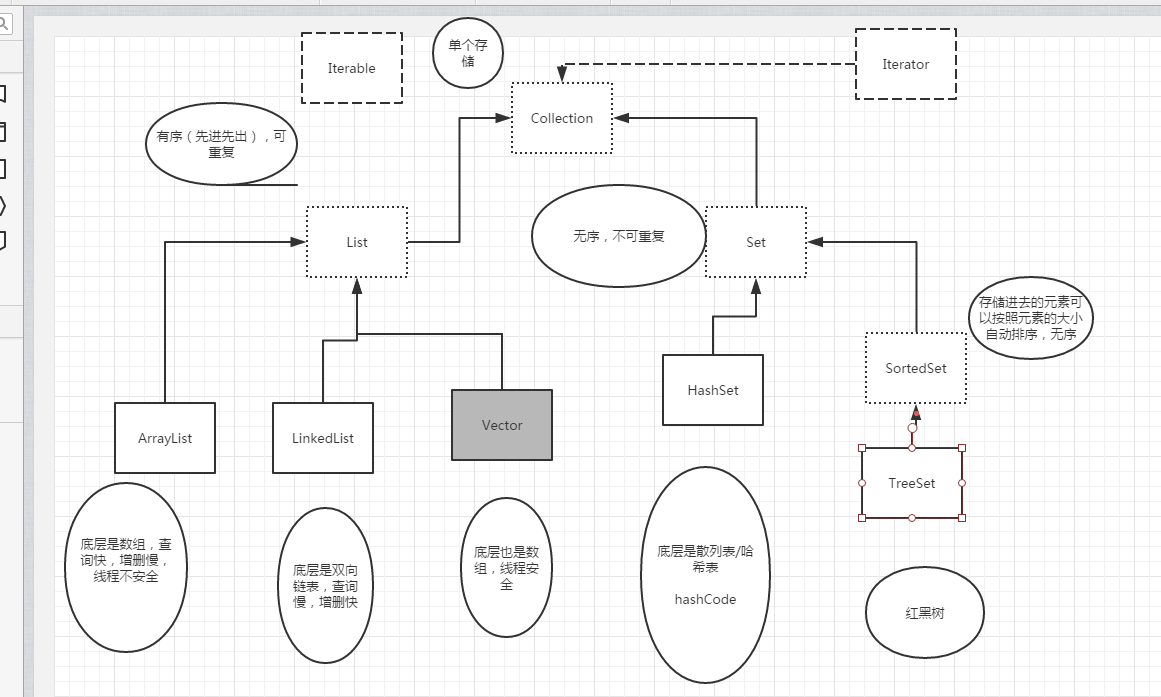 Iterable
单个存
储
Iterator
Collection
有序（先进先出），可
重复
List
无序，不可重复
Set
存储进去的元素可
以按照元素的大小
自动排序，无序
SortedSet
HashSet
ArrayList
LinkedList
Vector
TreeSet
底层是数组，查
询快，增删慢，
线程不安全
底层是双向
链表，查询
慢，增删快
底层也是数
组，线程安
全
底层是散列表/哈
希表
hashCode
红黑树